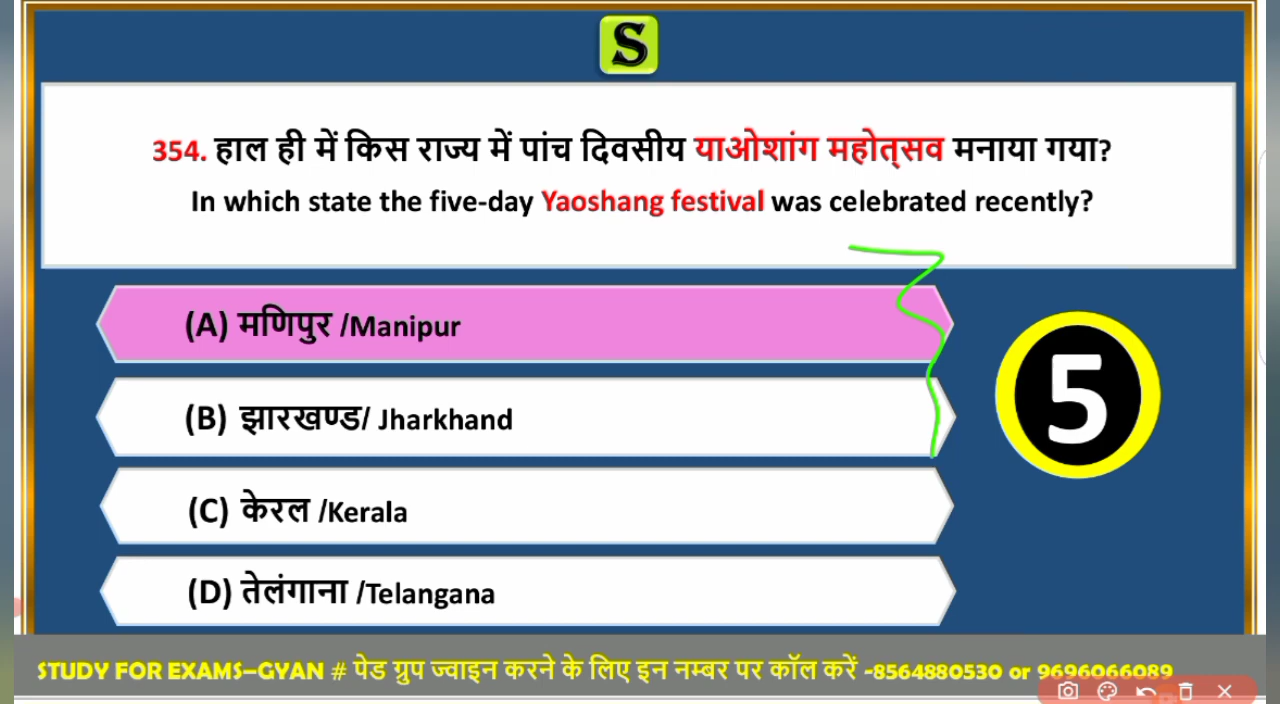 S
354. हाल ही में किस राज्य में पांच दिवसीय याओशांग महोत्सव मनाया गया?
In which state the five-day Yaoshang festival was celebrated recently?
(A) मणिपुर /Manipur
(B) झारखण्ड/ Jharkhand
5
(C) केरल /Kerala
(D) तेलंगाना /Telangana
STUDY FOR EXAMS–GYAN # पेड ग्रुप ज्वाइन करने के लिए इन नम्बर पर कॉल करें -8564880530 or 9696066089